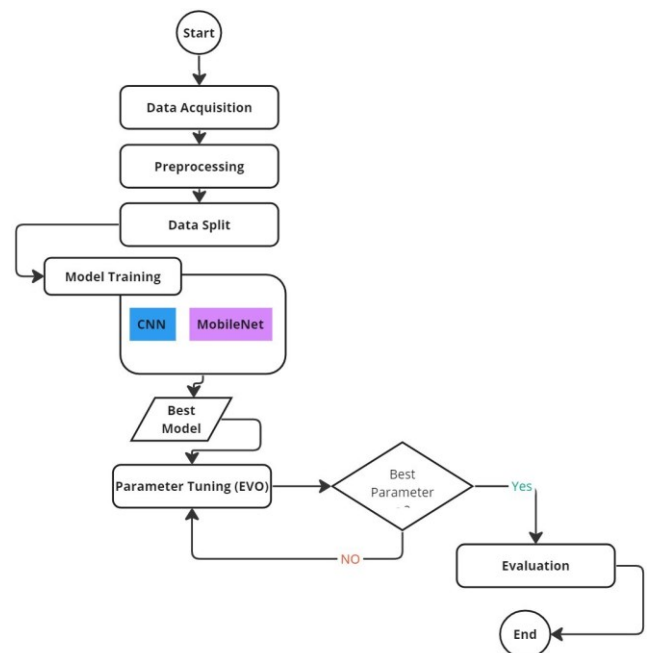 Start
Data Acquisition
Preprocessing
Data Split
Model Training
CNN
MobileNet
Best
Model
Parameter Tuning (EVO)
Best
Parameter
Yes
NO
Evaluation
End